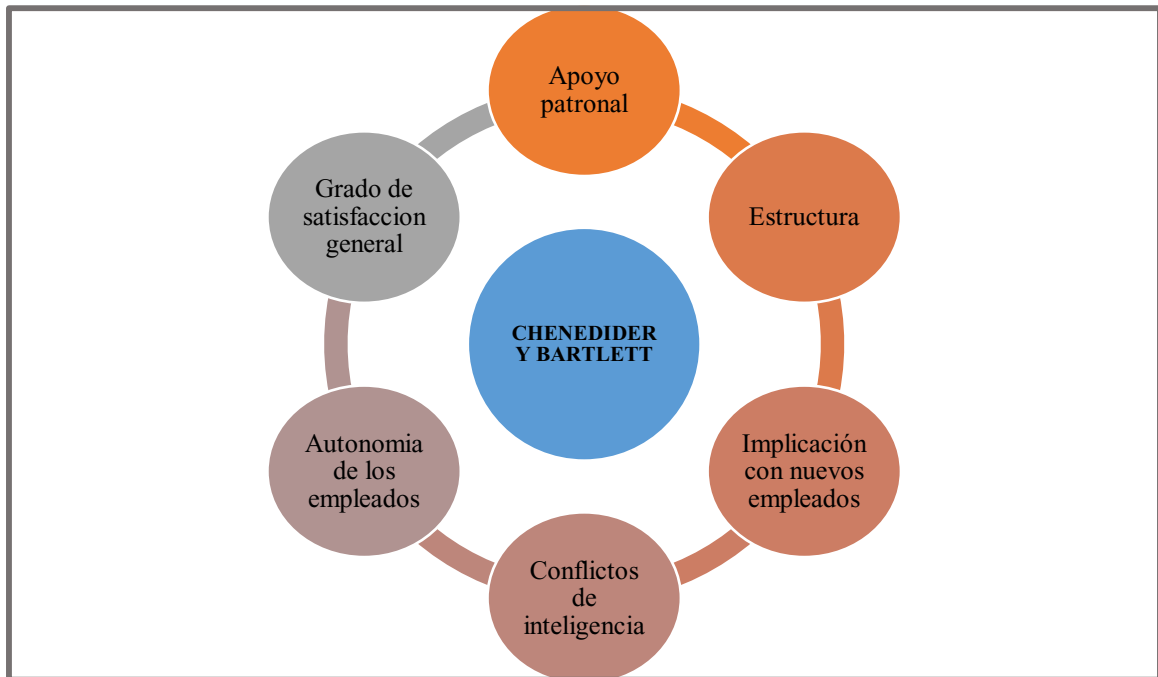 Apoyo
patronal
Estructura
Implicación
con nuevos
empleados
Conflictos
de
inteligencia
Autonomia
de los
empleados
Grado de
satisfaccion
general
CHENEDIDER
Y BARTLETT